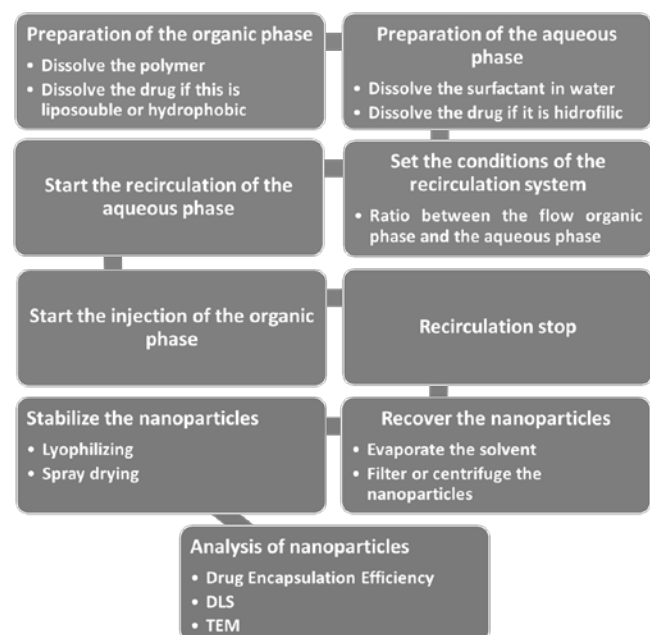 Preparation of the organic phase
• Dissolve the polymer
• Dissolve the drug if this is
liposouble or hydrophobic
Preparation of the aqueous
phase
• Dissolve the surfactant in water
• Dissolve the drug if it is hidrofilic
Set the conditions of the
recirculation system
• Ratio between the flow organic
phase and the aqueous phase
Start the recirculation of the
aqueous phase
Start the injection of the organic
phase
Recirculation stop
Recover the nanoparticles
• Evaporate the solvent
• Filter or centrifuge the
nanoparticles
Stabilize the nanoparticles
• Lyophilizing
• Spray drying
Analysis of nanoparticles
• Drug Encapsulation Efficiency
• DLS
• TEM